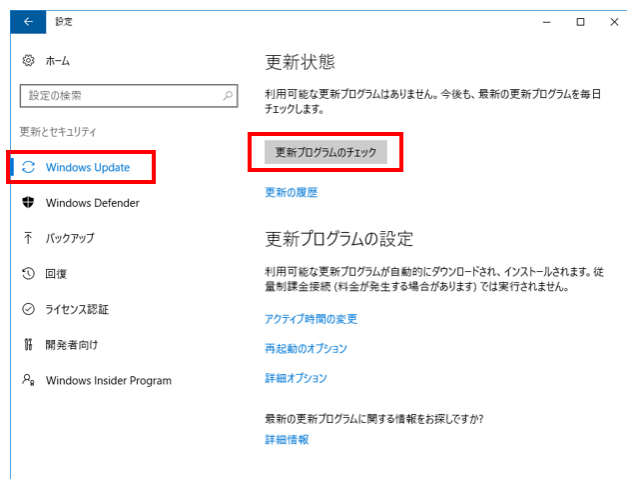 設定
ホーム
設定の検索
更新とセキュリティ
Windows Update
Windows Defender
バックアップ
回復
ライセンス認証
開発者向け
Windows Insider Program
更新状態
利用可能な更新プログラムはありません。今後も、最新の更新プログラムを毎日
チェックします。
更新プログラムのチェック
更新の履歴
更新プログラムの設定
利用可能な更新プログラムが自動的にダウンロードされ、インストールされます。従
量制課金接続 (料金が発生する場合があります) では実行されません。
アクティブ時間の変更
再起動のオプション
詳細オプション
最新の更新プログラムに関する情報をお探しですか?
詳細情報